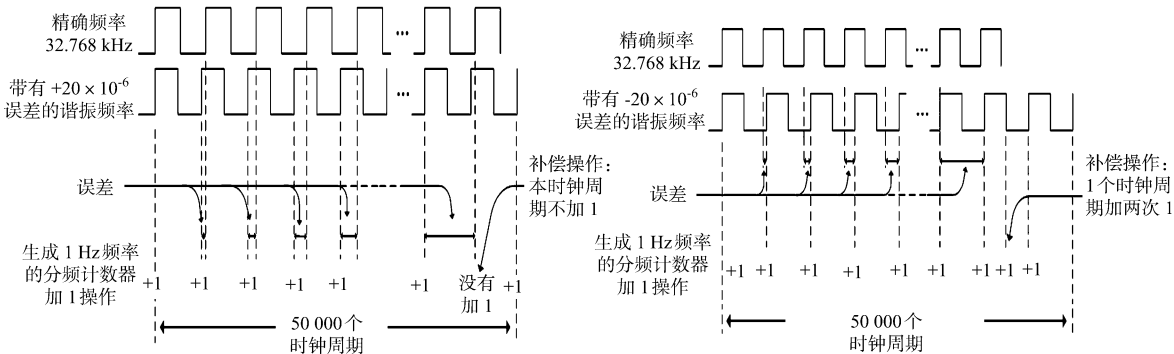 精确频率
32.768 kHz
...
带有 +20 × 10⁻⁶
误差的谐振频率
...
误差
补偿操作:
本时钟周
期不加 1
生成 1 Hz 频率
的分频计数器
加 1 操作
+1 +1 +1 +1 +1 +1 没有 +1
加 1
50 000 个
时钟周期
精确频率
32.768 kHz
...
带有 -20 × 10⁻⁶
误差的谐振频率
...
误差
补偿操作:
1 个时钟周
期加两次 1
生成 1 Hz 频率
的分频计数器
加 1 操作
+1 +1 +1 +1 +1 +1 +1 +1 +1
50 000 个
时钟周期